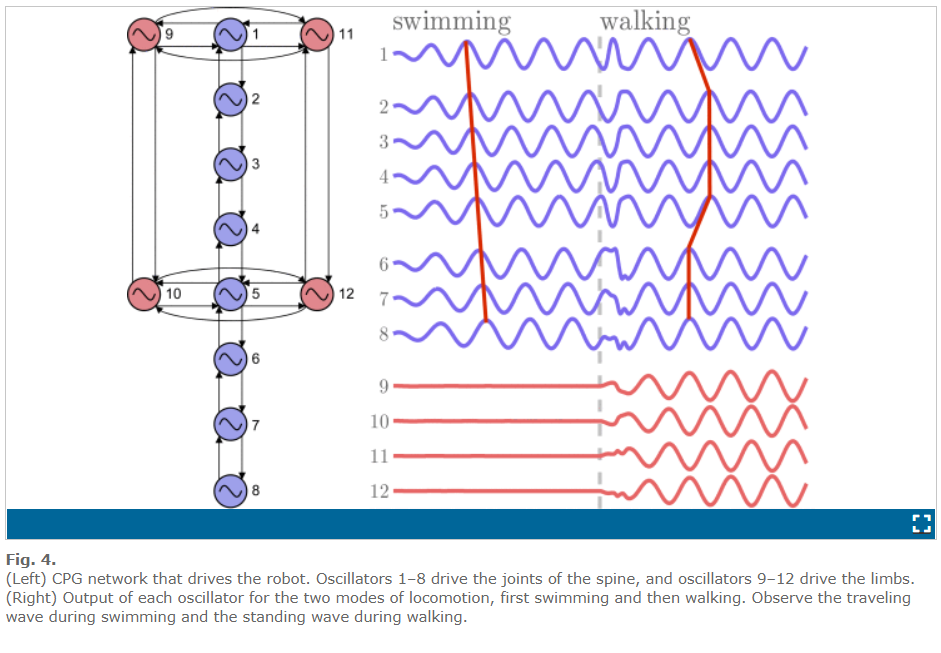 swimming walking
9 1 11
2
3
4
10 5 12
6
7
8
1
2
3
4
5
6
7
8
9
10
11
12
Fig. 4.
(Left) CPG network that drives the robot. Oscillators 1–8 drive the joints of the spine, and oscillators 9–12 drive the limbs.
(Right) Output of each oscillator for the two modes of locomotion, first swimming and then walking. Observe the traveling
wave during swimming and the standing wave during walking.